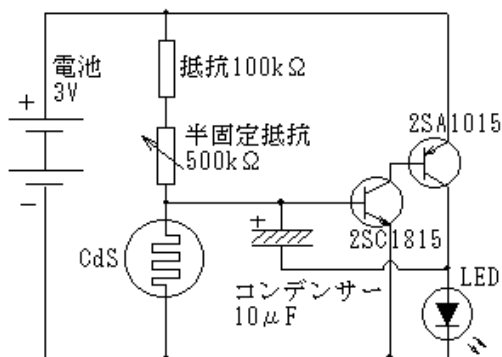 電池
3V
+
-
抵抗100kΩ
半固定抵抗
500kΩ
2SA1015
2SC1815
CdS
+
コンデンサー
10μF
LED